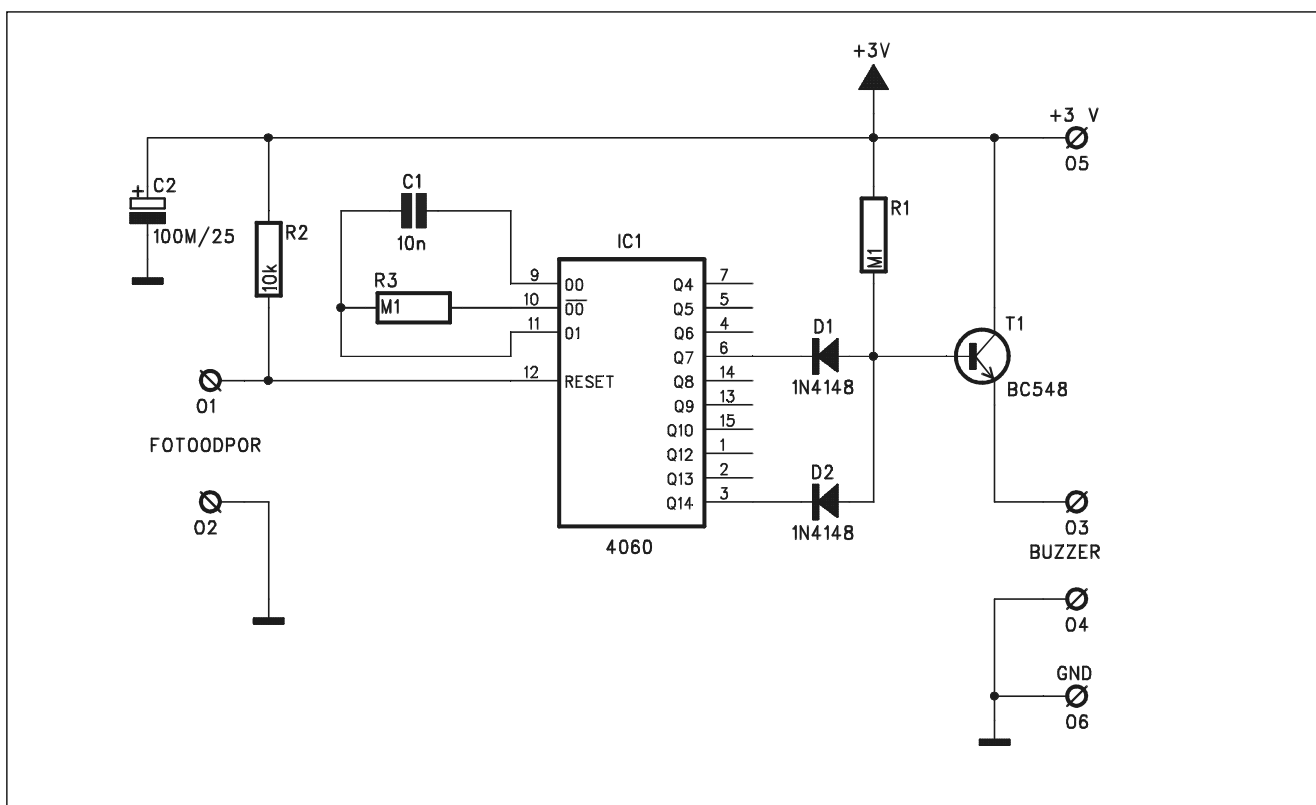 +3V
+3 V
O5
+ C2
100M/25
R2
10k
C1
10n
R3
M1
IC1
9 O0
10 O0
11 O1
12 RESET
Q4 7
Q5 5
Q6 4
Q7 6
Q8 14
Q9 13
Q10 15
Q12 1
Q13 2
Q14 3
4060
R1
M1
D1
1N4148
D2
1N4148
T1
BC548
O1
FOTOODPOR
O2
O3
BUZZER
O4
GND
O6